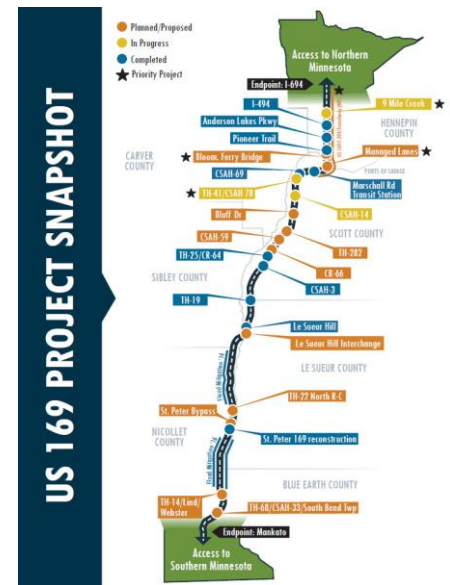 US 169 PROJECT SNAPSHOT
Planned/Proposed
In Progress
Completed
Priority Project
Access to Northern
Minnesota
Endpoint: I-694
I-494
9 Mile Creek
Anderson Lakes Pkwy
HENNEPIN
COUNTY
Pioneer Trail
CARVER
COUNTY
Bloom. Ferry Bridge
Managed Lanes
CSAH-69
PORTS OF SAVAGE
Marschall Rd
Transit Station
TH-41/CSAH 78
CSAH-14
Bluff Dr
SCOTT COUNTY
CSAH-59
TH-282
TH-25/CR-64
CR-66
SIBLEY COUNTY
CSAH-3
TH-19
Le Sueur Hill
Le Sueur Hill Interchange
LE SUEUR COUNTY
Flood Mitigation
TH-22 North R-C
St. Peter Bypass
NICOLLET
COUNTY
St. Peter 169 reconstruction
Flood Mitigation
BLUE EARTH COUNTY
TH-14/Lind/
Webster
TH-68/CSAH-33/South Bend Twp
Endpoint: Mankato
Access to
Southern Minnesota